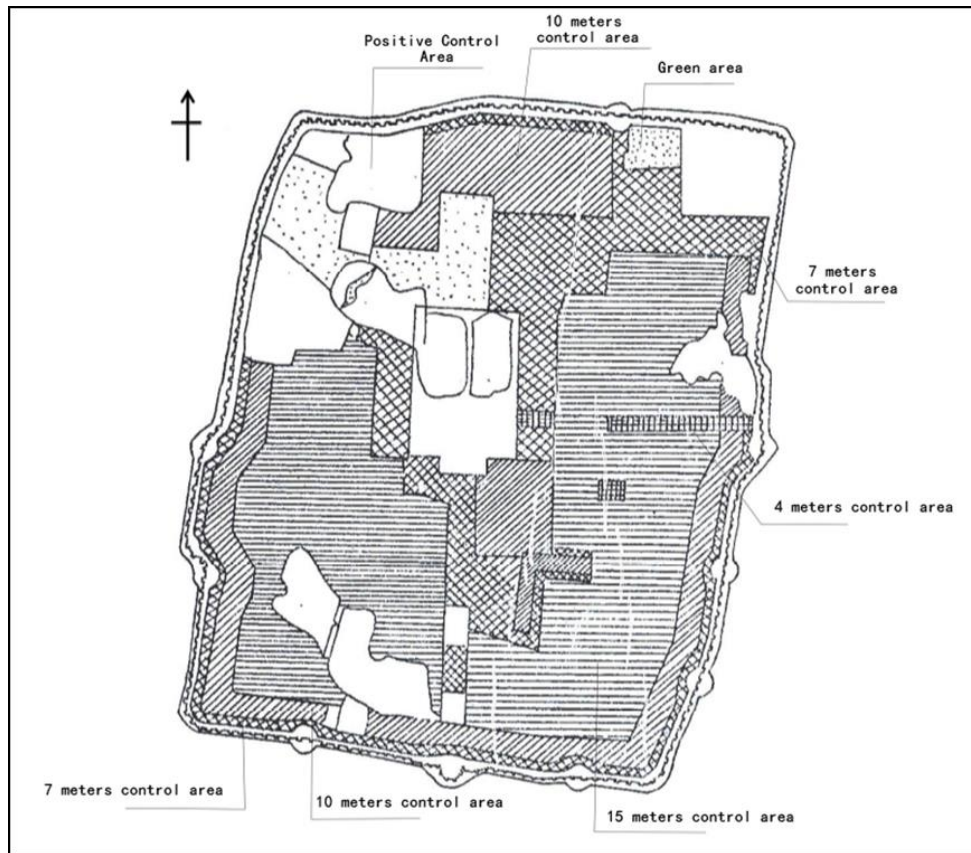 10 meters
control area
Positive Control
Area
Green area
7 meters
control area
4 meters control area
7 meters control area
10 meters control area
15 meters control area